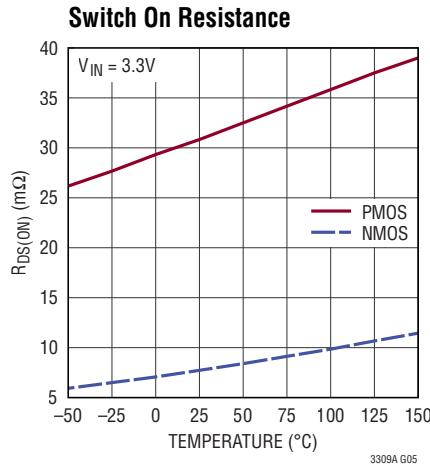 Switch On Resistance
40
35
30
25
20
15
10
5
R_DS(ON) (mΩ)
V_IN = 3.3V
PMOS
NMOS
–50 –25 0 25 50 75 100 125 150
TEMPERATURE (°C)
3309A G05